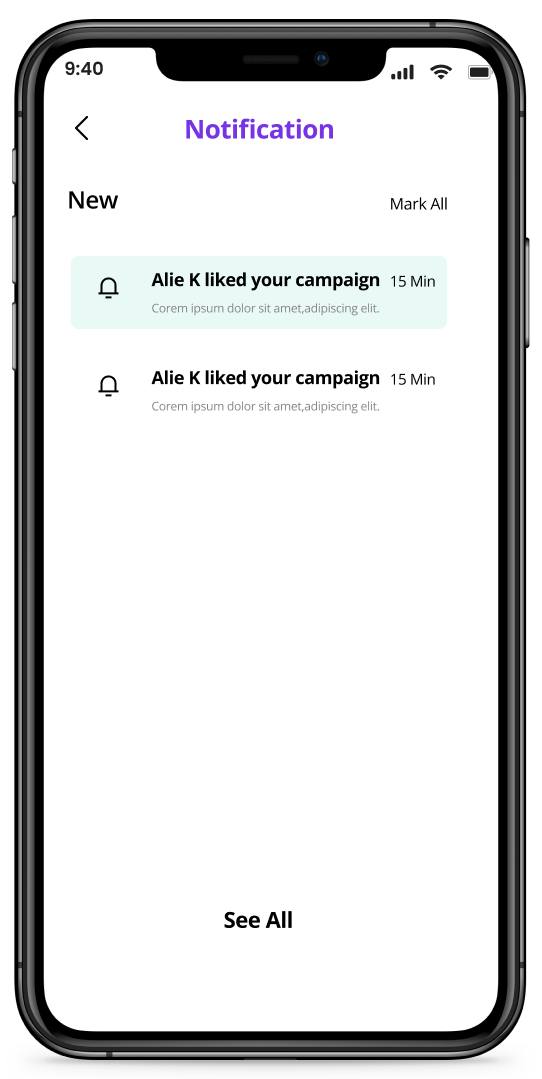 9:40
Notification
New
Mark All
Alie K liked your campaign 15 Min
Corem ipsum dolor sit amet,adipiscing elit.
Alie K liked your campaign 15 Min
Corem ipsum dolor sit amet,adipiscing elit.
See All